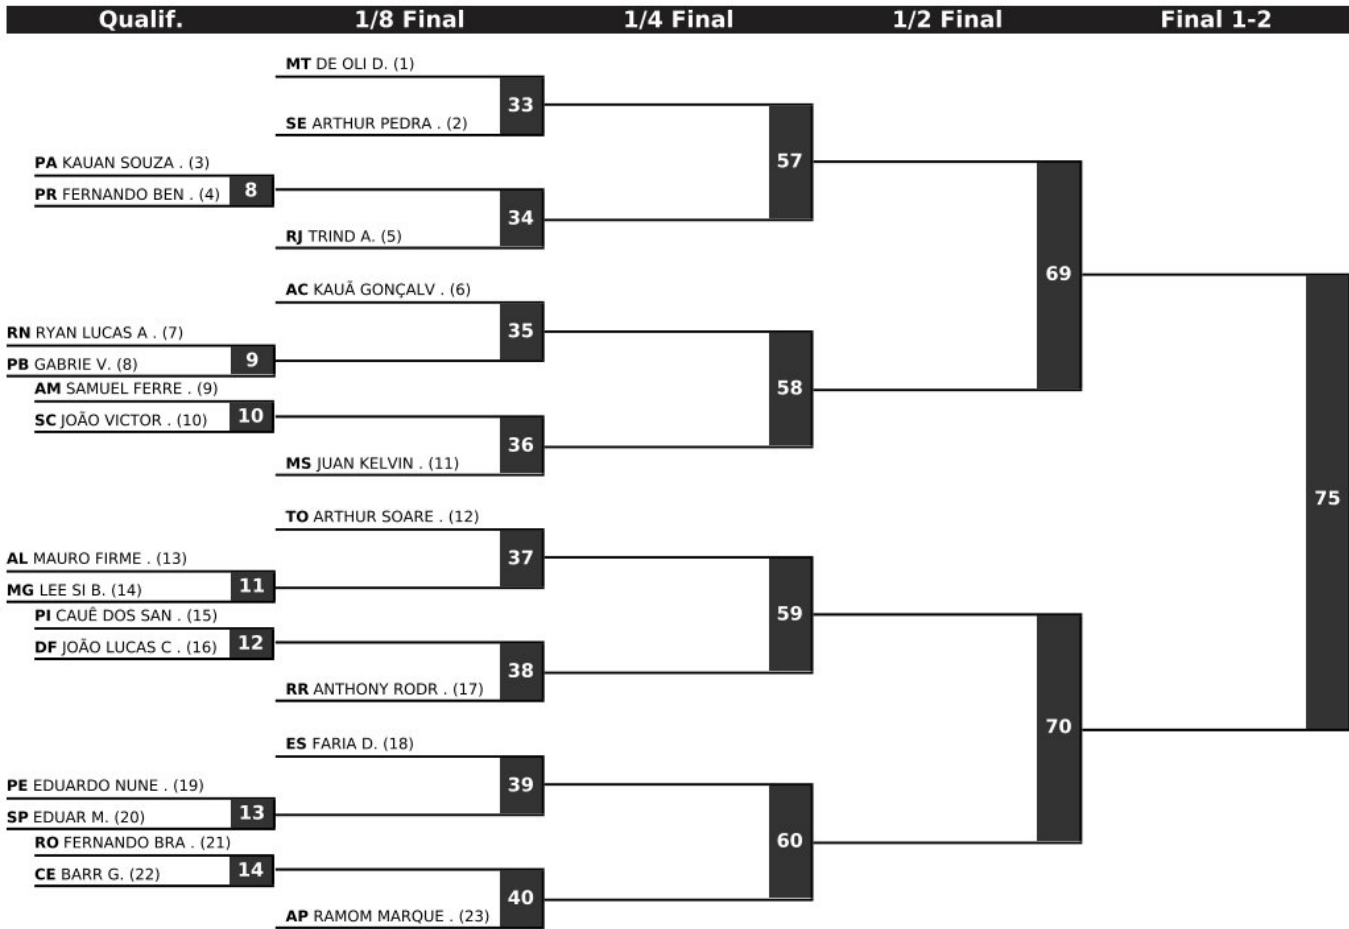 Qualif. 1/8 Final 1/4 Final 1/2 Final Final 1-2
MT DE OLI D. (1)
33
SE ARTHUR PEDRA . (2)
57
PA KAUAN SOUZA . (3)
8
PR FERNANDO BEN . (4)
34
RJ TRIND A. (5)
69
AC KAUÃ GONÇALV . (6)
35
RN RYAN LUCAS A . (7)
9
PB GABRIE V. (8)
58
AM SAMUEL FERRE . (9)
10
SC JOÃO VICTOR . (10)
36
MS JUAN KELVIN . (11)
75
TO ARTHUR SOARE . (12)
37
AL MAURO FIRME . (13)
11
MG LEE SI B. (14)
59
PI CAUÊ DOS SAN . (15)
12
DF JOÃO LUCAS C . (16)
38
RR ANTHONY RODR . (17)
70
ES FARIA D. (18)
39
PE EDUARDO NUNE . (19)
13
SP EDUAR M. (20)
60
RO FERNANDO BRA . (21)
14
CE BARR G. (22)
40
AP RAMOM MARQUE . (23)